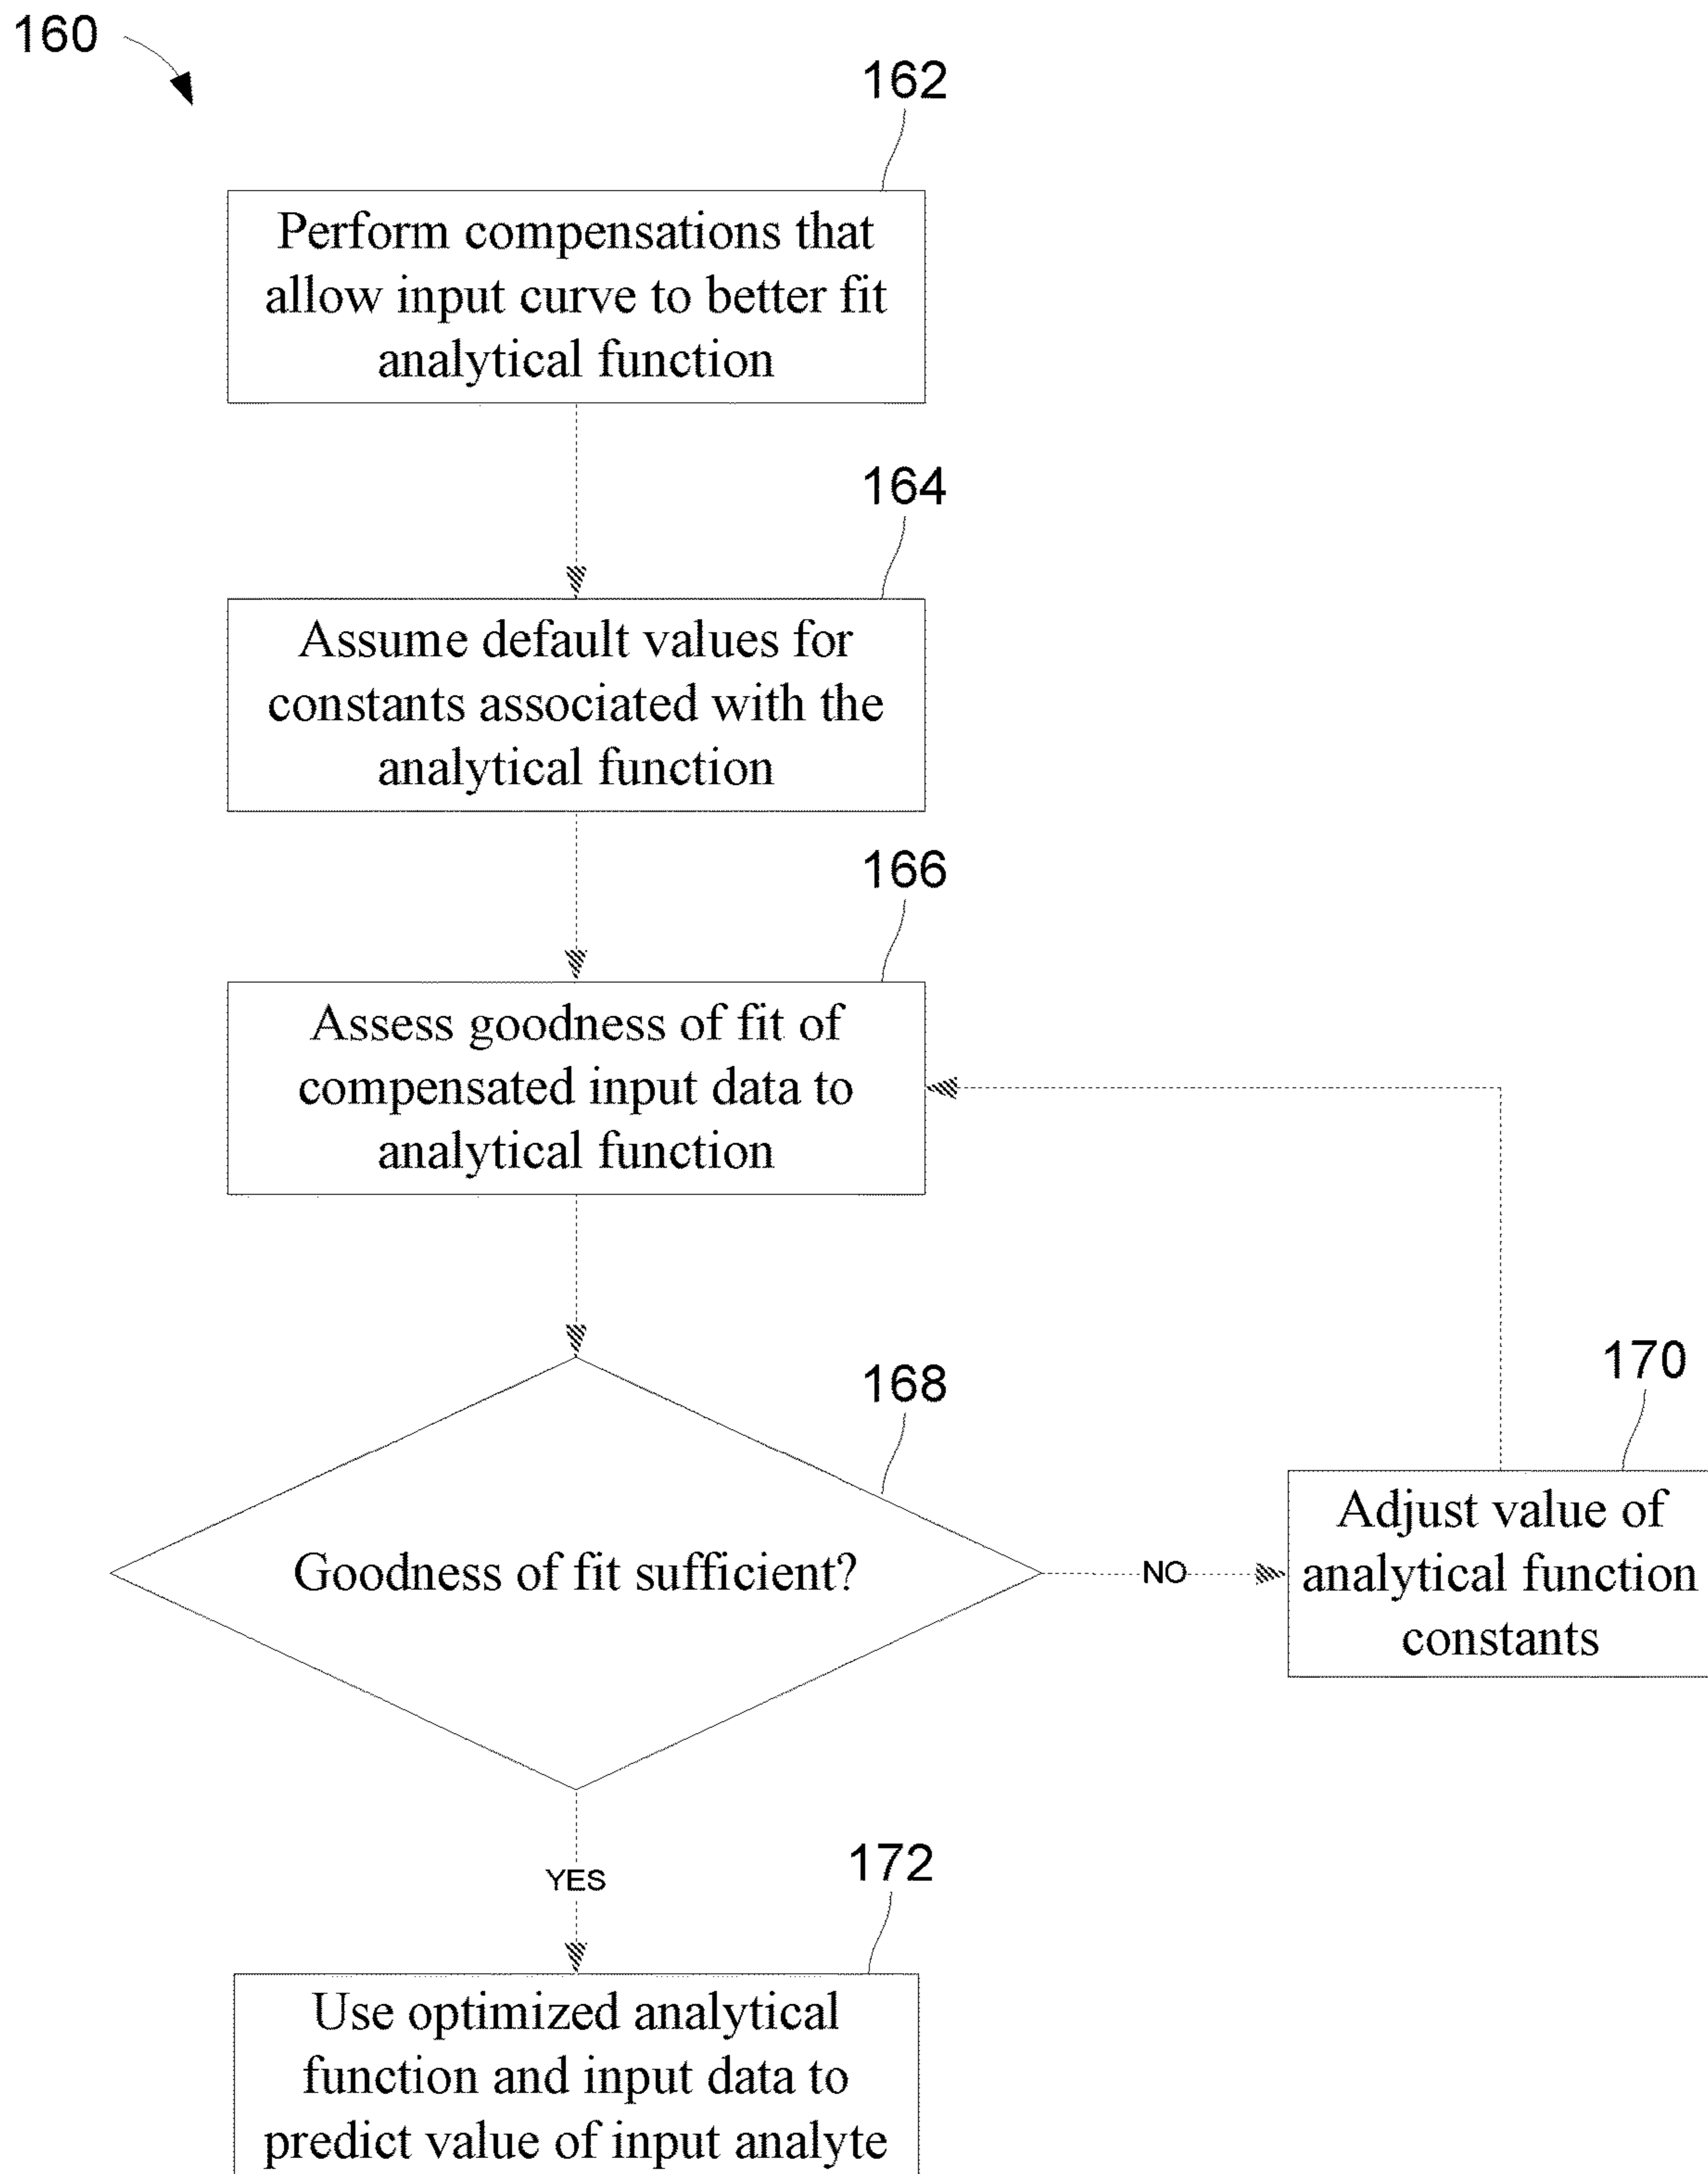 160
162
Perform compensations that
allow input curve to better fit
analytical function
164
Assume default values for
constants associated with the
analytical function
166
Assess goodness of fit of
compensated input data to
analytical function
168
Goodness of fit sufficient?
NO
170
Adjust value of
analytical function
constants
YES
172
Use optimized analytical
function and input data to
predict value of input analyte